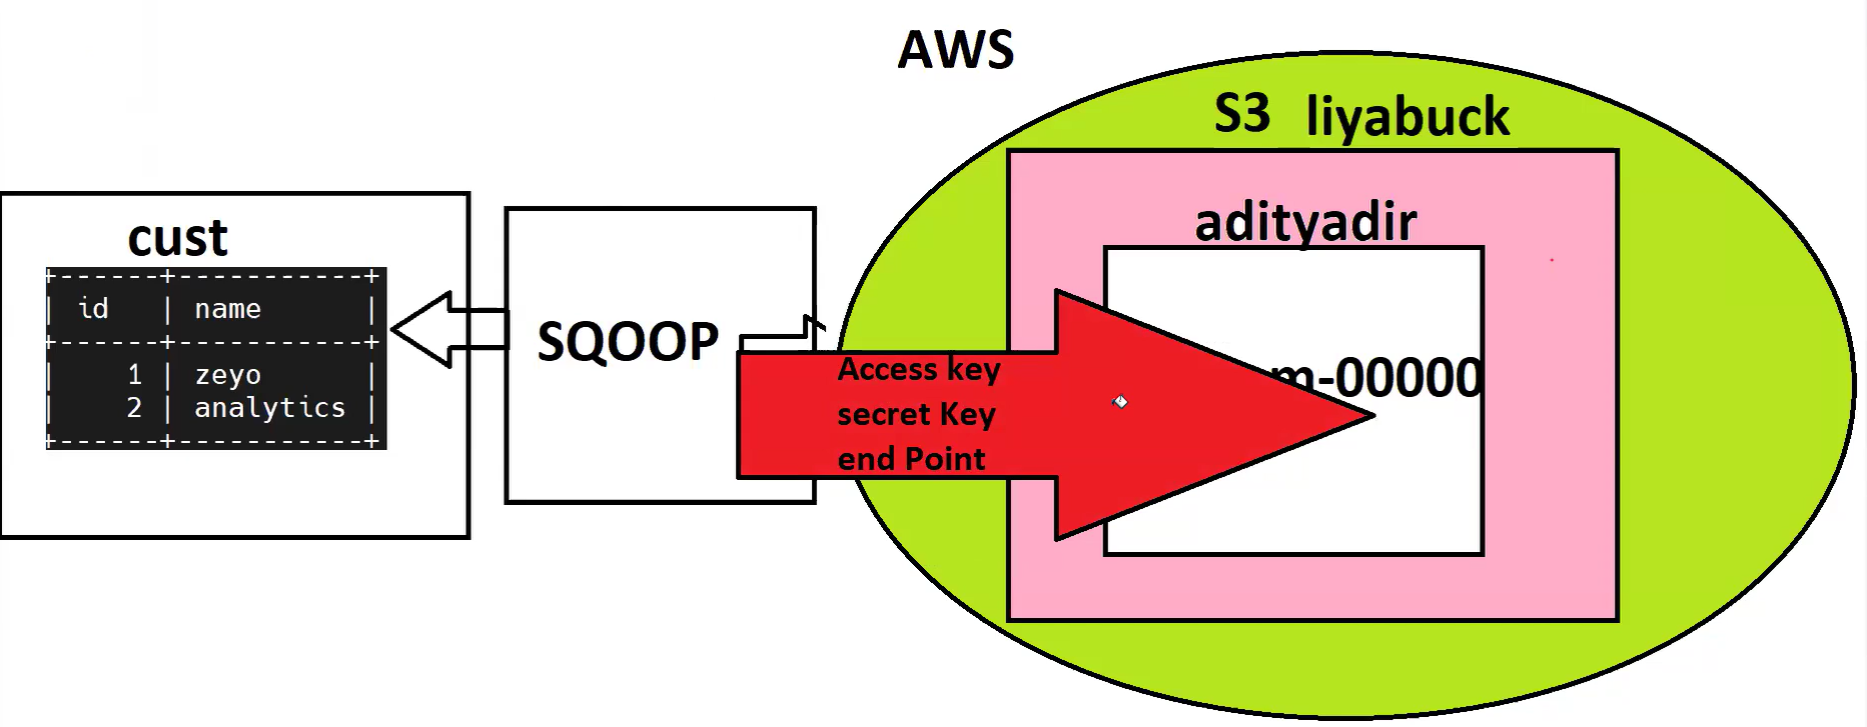 AWS
S3 liyabuck
adityadir
cust
+------+-----------+
| id | name |
+------+-----------+
| 1 | zeyo |
| 2 | analytics |
+------+-----------+
SQOOP
Access key
secret Key
end Point
m-00000